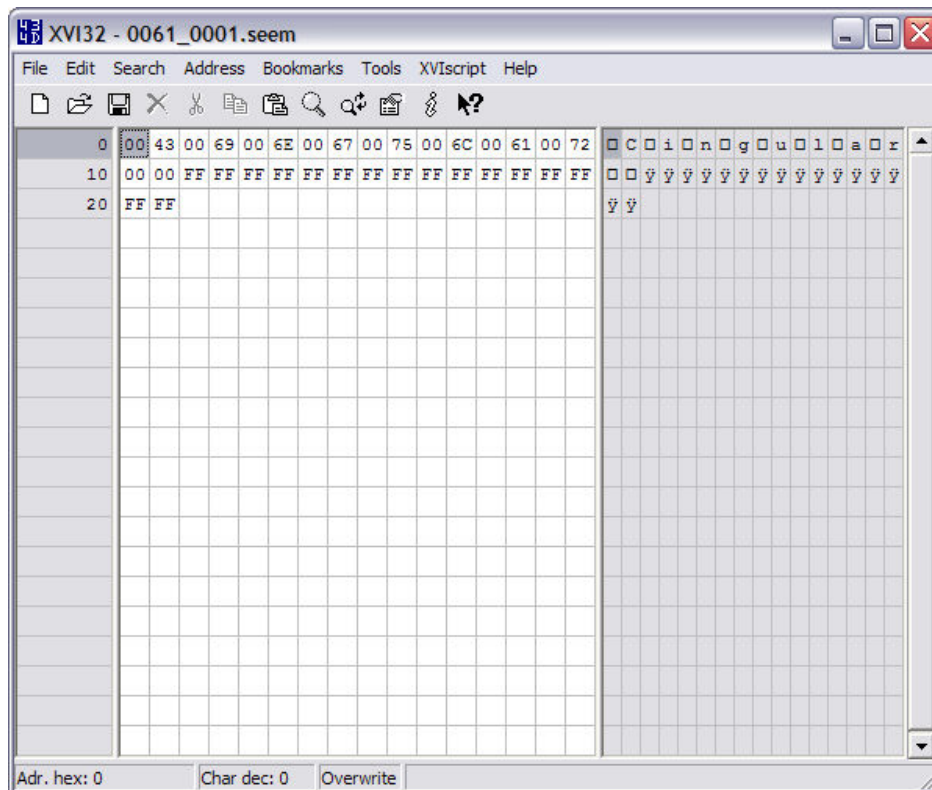 XVI32 - 0061_0001.seem
File Edit Search Address Bookmarks Tools XVIscript Help
0 00 43 00 69 00 6E 00 67 00 75 00 6C 00 61 00 72 □C□i□n□g□u□l□a□r
10 00 00 FF FF FF FF FF FF FF FF FF FF FF FF FF FF □□ÿÿÿÿÿÿÿÿÿÿÿÿÿÿ
20 FF FF ÿÿ
Adr. hex: 0 Char dec: 0 Overwrite